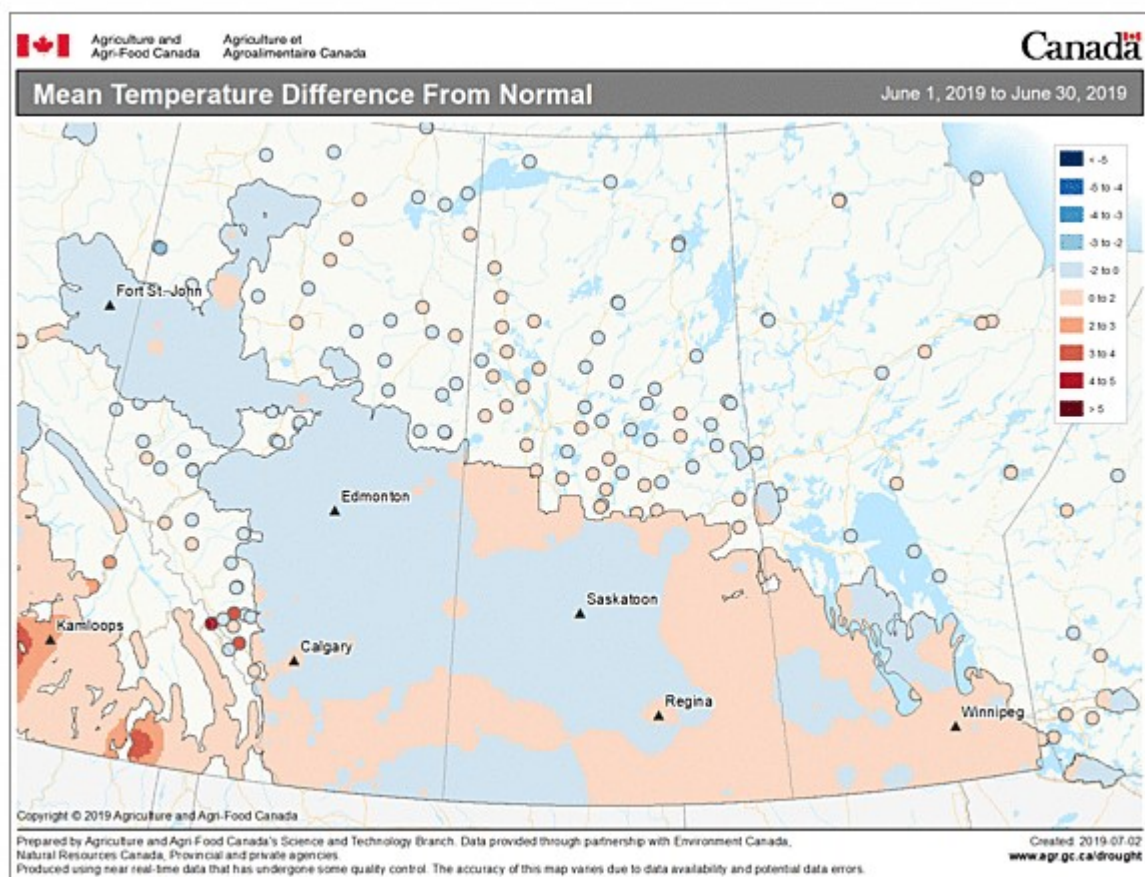 Agriculture and Agriculture et
Agri-Food Canada Agroalimentaire Canada
Canada
Mean Temperature Difference From Normal June 1, 2019 to June 30, 2019
< -5
-5 to -4
-4 to -3
-3 to -2
-2 to 0
0 to 2
2 to 3
3 to 4
4 to 5
> 5
Fort St. John
Edmonton
Saskatoon
Kamloops
Calgary
Regina
Winnipeg
Copyright © 2019 Agriculture and Agri-Food Canada
Prepared by Agriculture and Agri-Food Canada's Science and Technology Branch. Data provided through partnership with Environment Canada, Created: 2019-07-02
Natural Resources Canada, Provincial and private agencies. www.agr.gc.ca/drought
Produced using near real-time data that has undergone some quality control. The accuracy of this map varies due to data availability and potential data errors.